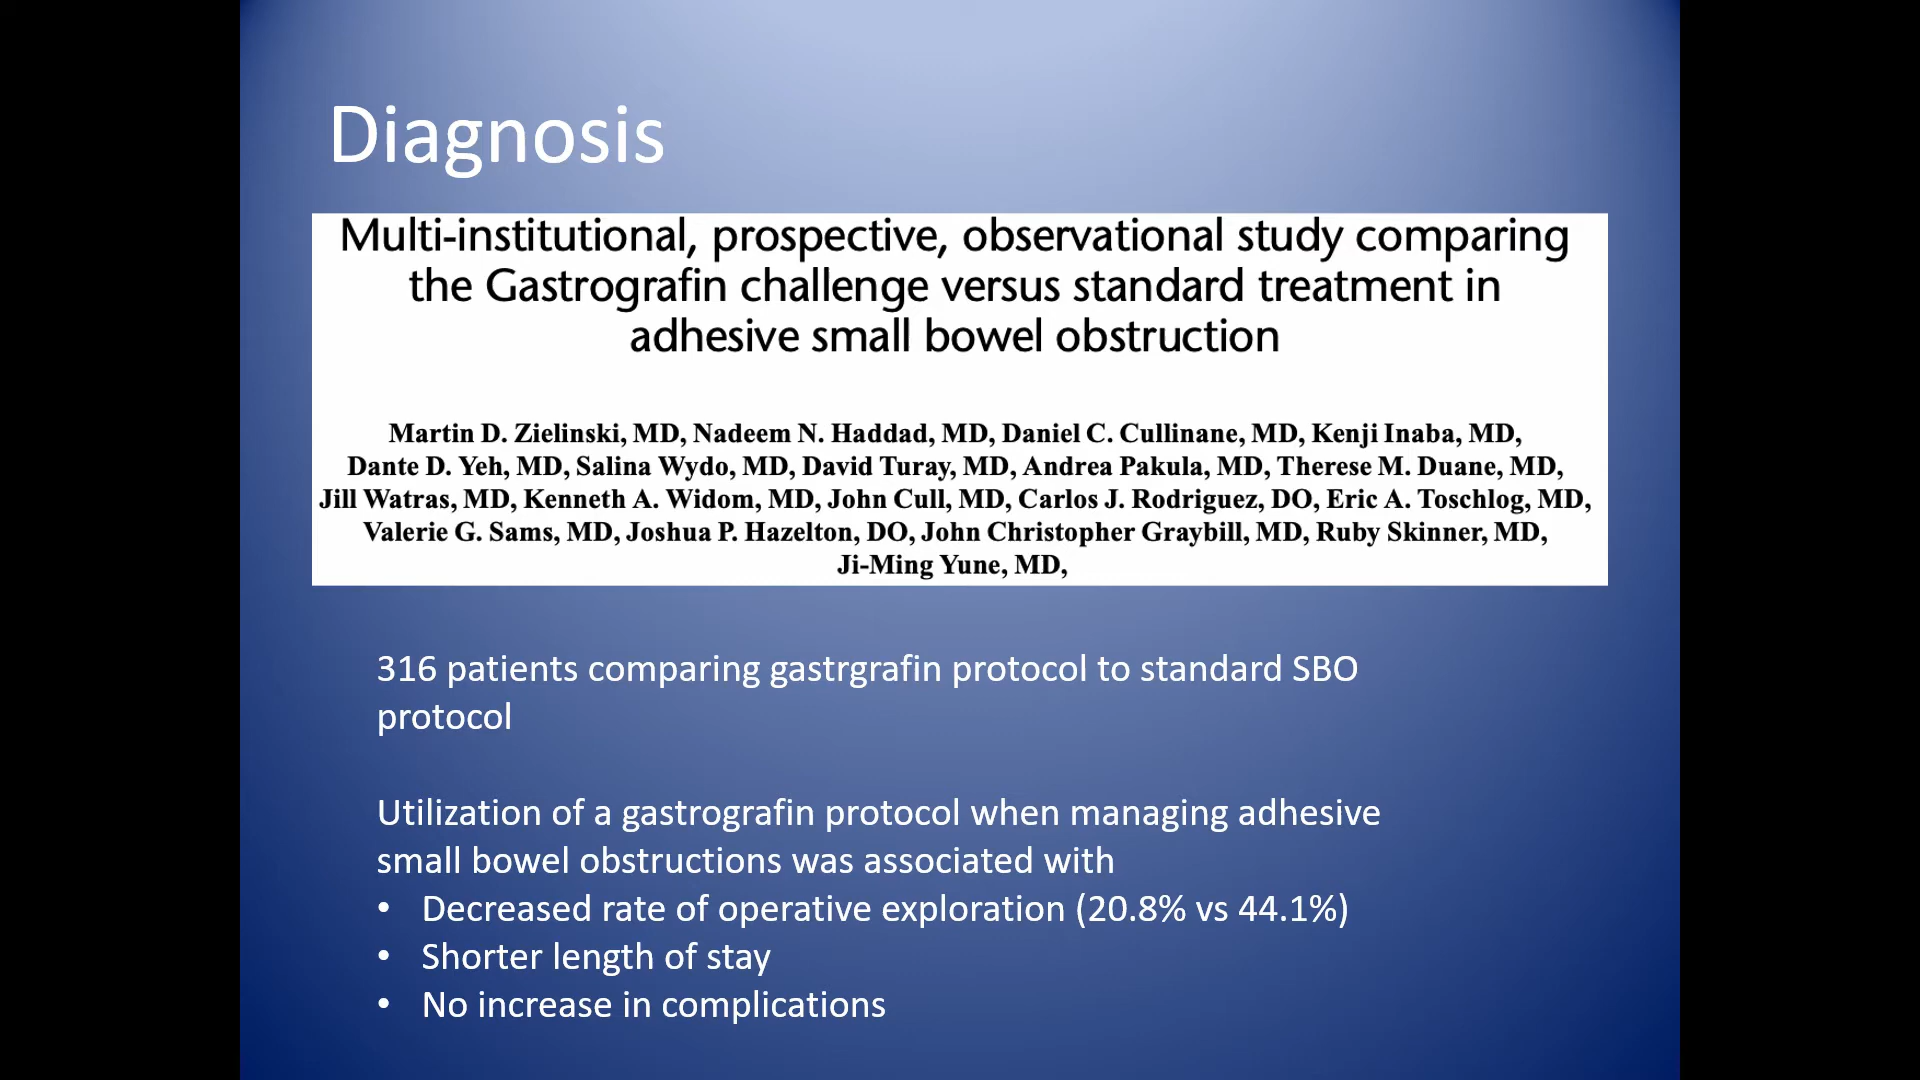 Diagnosis
Multi-institutional, prospective, observational study comparing
the Gastrografin challenge versus standard treatment in
adhesive small bowel obstruction
Martin D. Zielinski, MD, Nadeem N. Haddad, MD, Daniel C. Cullinane, MD, Kenji Inaba, MD,
Dante D. Yeh, MD, Salina Wydo, MD, David Turay, MD, Andrea Pakula, MD, Therese M. Duane, MD,
Jill Watras, MD, Kenneth A. Widom, MD, John Cull, MD, Carlos J. Rodriguez, DO, Eric A. Toschlog, MD,
Valerie G. Sams, MD, Joshua P. Hazelton, DO, John Christopher Graybill, MD, Ruby Skinner, MD,
Ji-Ming Yune, MD,
316 patients comparing gastrgrafin protocol to standard SBO
protocol
Utilization of a gastrografin protocol when managing adhesive
small bowel obstructions was associated with
• Decreased rate of operative exploration (20.8% vs 44.1%)
• Shorter length of stay
• No increase in complications